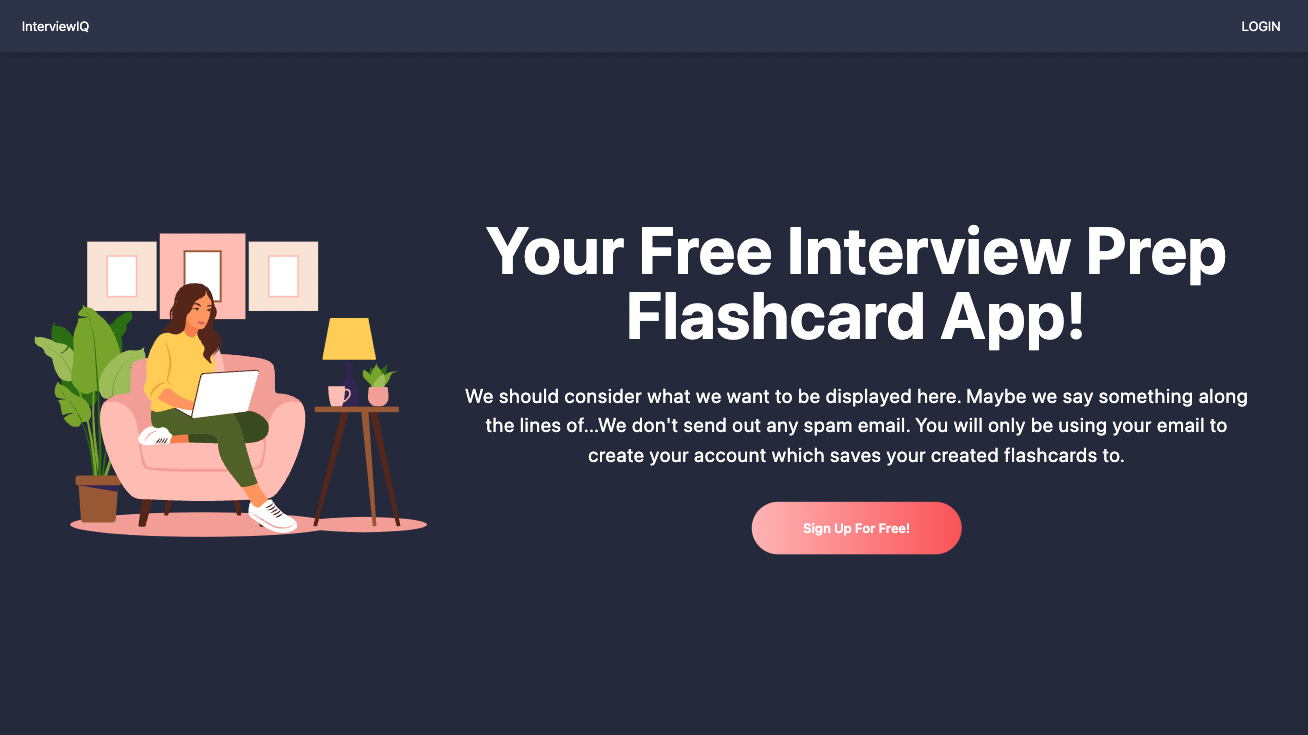 InterviewIQ
LOGIN
Your Free Interview Prep
Flashcard App!
We should consider what we want to be displayed here. Maybe we say something along
the lines of...We don't send out any spam email. You will only be using your email to
create your account which saves your created flashcards to.
Sign Up For Free!